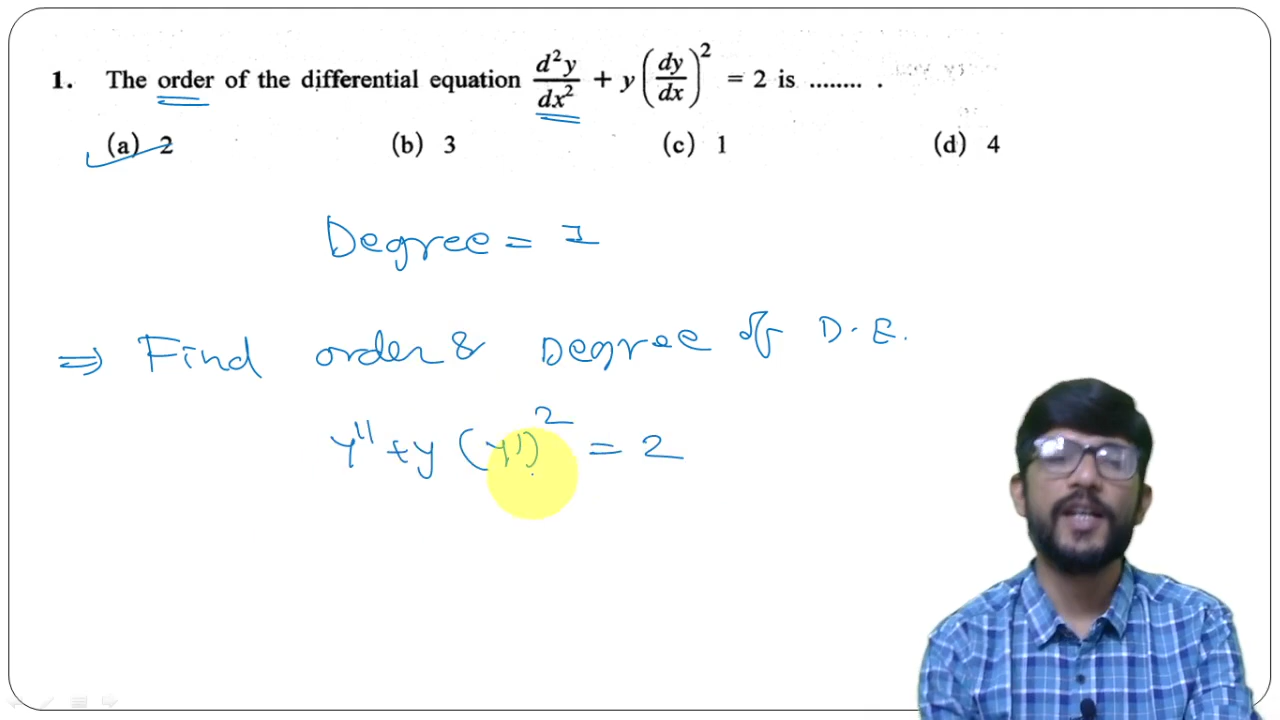 1. The order of the differential equation d²y/dx² + y(dy/dx)² = 2 is ........ .
(a) 2 (b) 3 (c) 1 (d) 4
Degree = 1
⇒ Find order & Degree of D.E.
y'' + y (y')² = 2